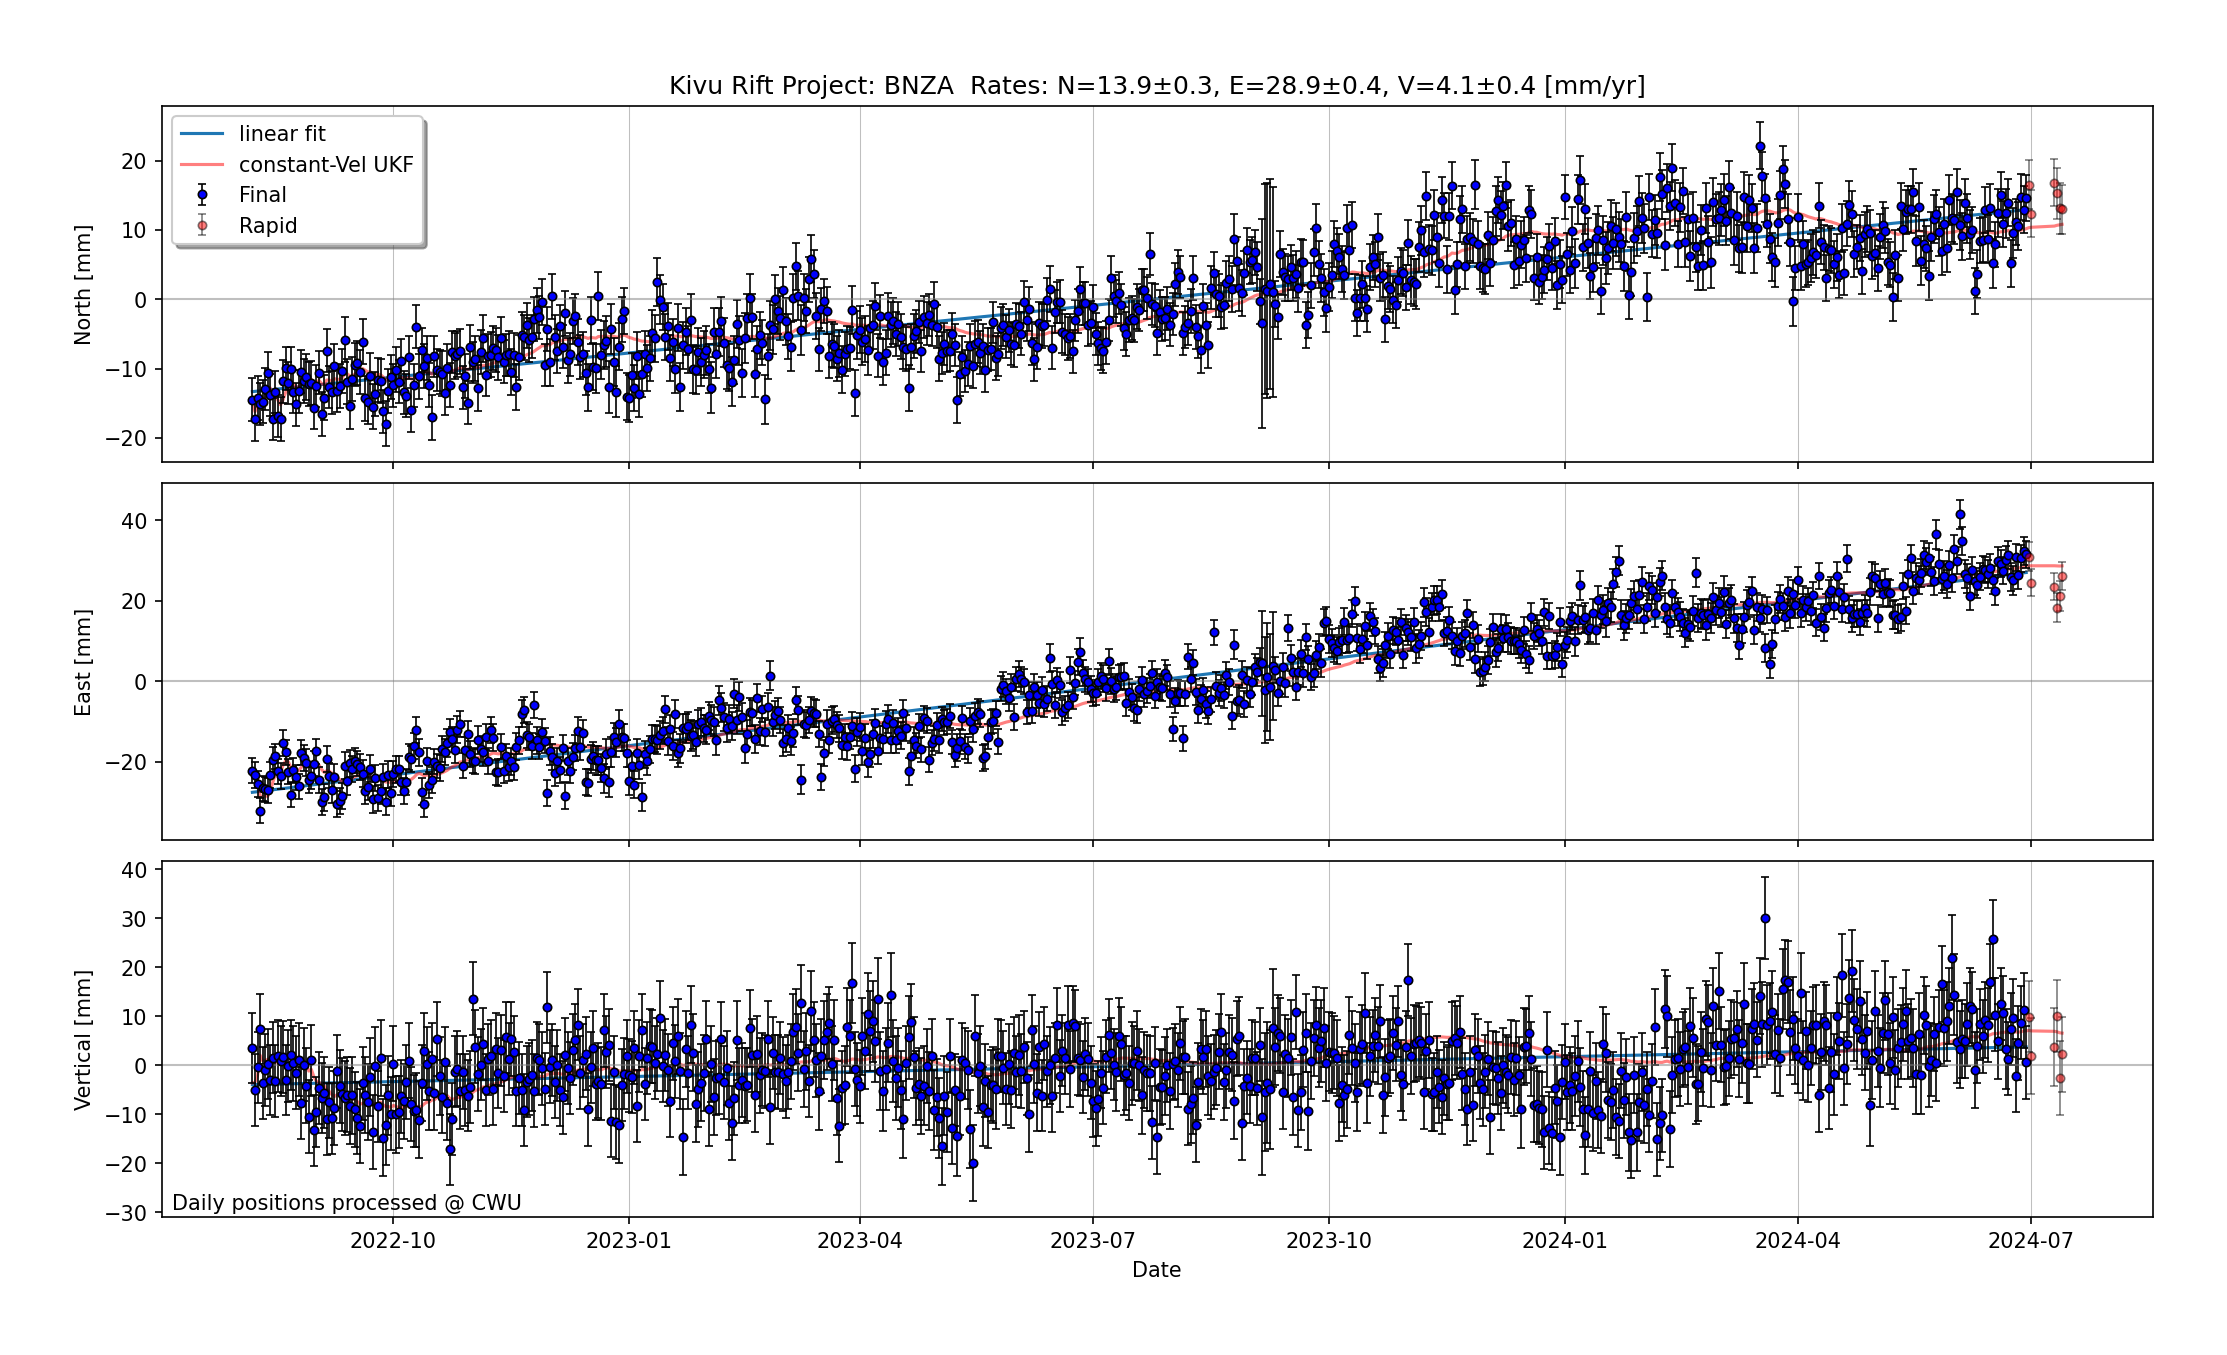 Kivu Rift Project: BNZA  Rates: N=13.9±0.3, E=28.9±0.4, V=4.1±0.4 [mm/yr]
linear fit
constant-Vel UKF
Final
Rapid
North [mm]
20
10
0
−10
−20
East [mm]
40
20
0
−20
Vertical [mm]
40
30
20
10
0
−10
−20
−30
Daily positions processed @ CWU
2022-10 2023-01 2023-04 2023-07 2023-10 2024-01 2024-04 2024-07
Date